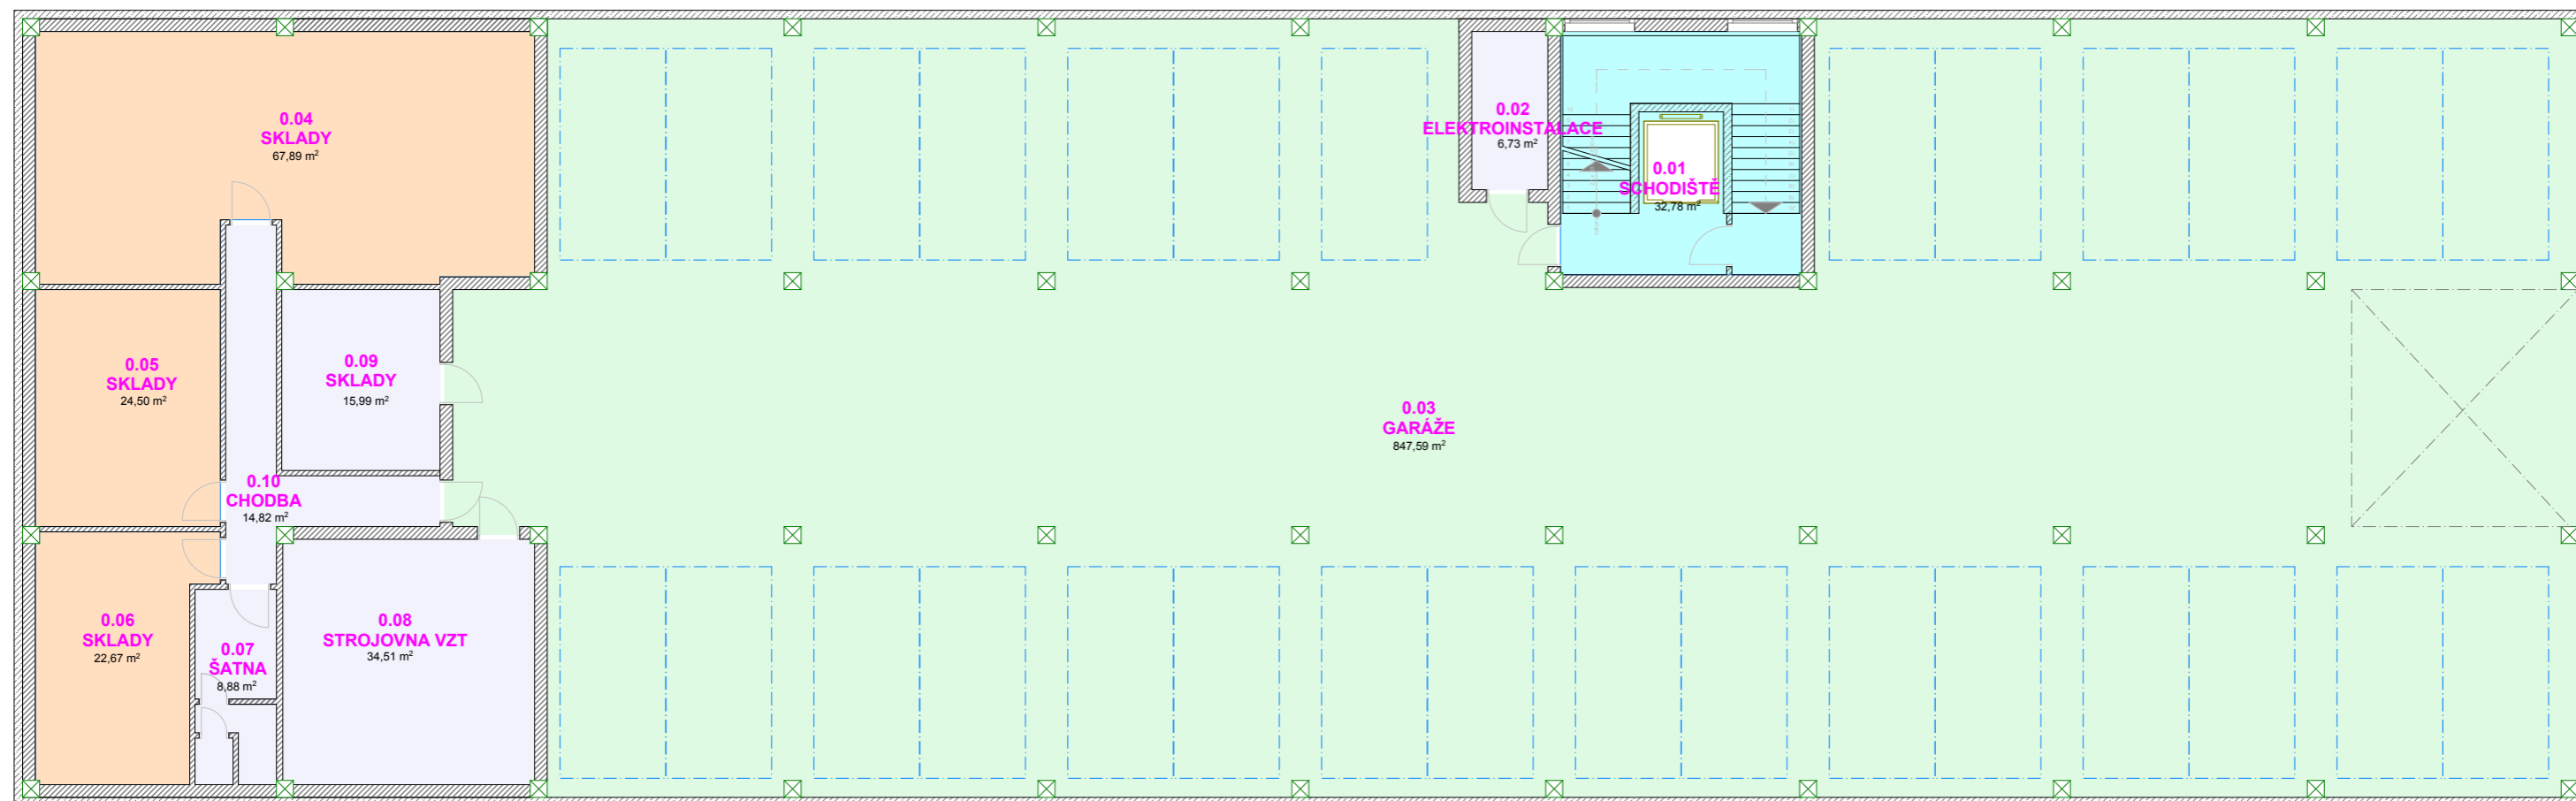 0.04
SKLADY
67,89 m²
0.02
ELEKTROINSTALACE
6,73 m²
0.01
SCHODIŠTĚ
32,78 m²
0.05
SKLADY
24,50 m²
0.09
SKLADY
15,99 m²
0.03
GARÁŽE
847,59 m²
0.10
CHODBA
14,82 m²
0.06
SKLADY
22,67 m²
0.07
ŠATNA
8,88 m²
0.08
STROJOVNA VZT
34,51 m²